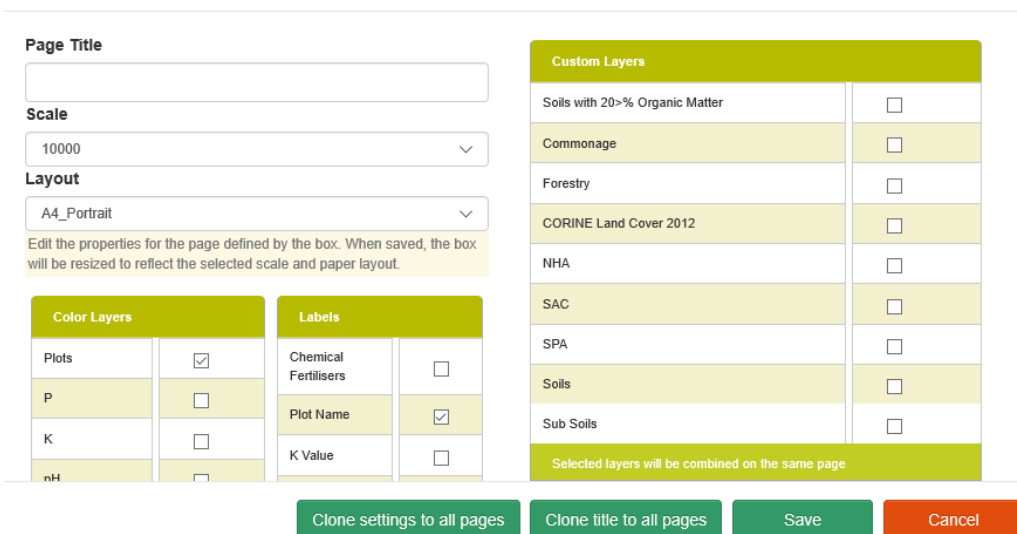 Page Title
Scale
10000
Layout
A4_Portrait
Edit the properties for the page defined by the box. When saved, the box
will be resized to reflect the selected scale and paper layout.
Color Layers
Plots
P
K
pH
Labels
Chemical
Fertilisers
Plot Name
K Value
Custom Layers
Soils with 20>% Organic Matter
Commonage
Forestry
CORINE Land Cover 2012
NHA
SAC
SPA
Soils
Sub Soils
Selected layers will be combined on the same page
Clone settings to all pages
Clone title to all pages
Save
Cancel